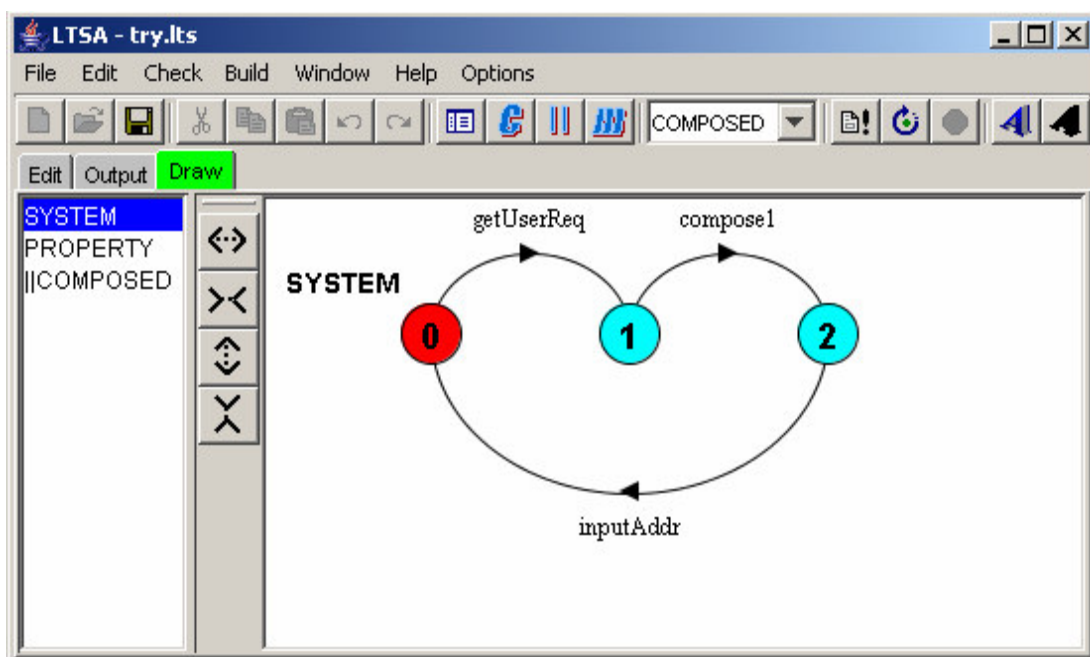 LTSA - try.lts
File Edit Check Build Window Help Options
COMPOSED
Edit Output Draw
SYSTEM
PROPERTY
||COMPOSED
getUserReq compose1
SYSTEM
0 1 2
inputAddr